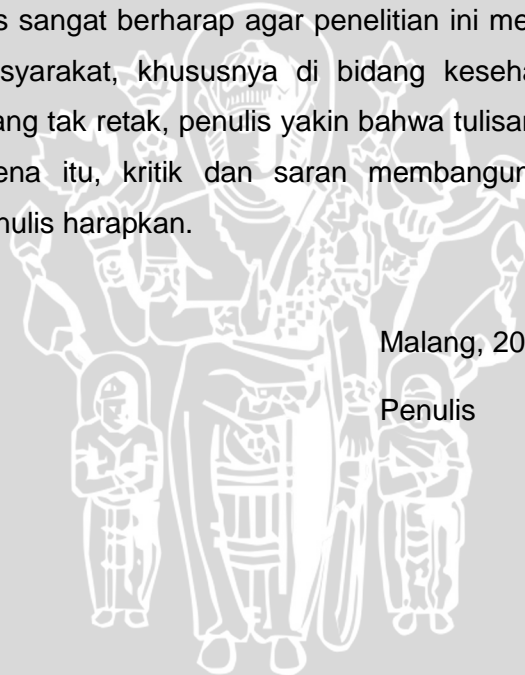 s sangat berharap agar penelitian ini me
syarakat, khususnya di bidang keseha
ang tak retak, penulis yakin bahwa tulisan
ena itu, kritik dan saran membangun
nulis harapkan.
Malang, 20
Penulis